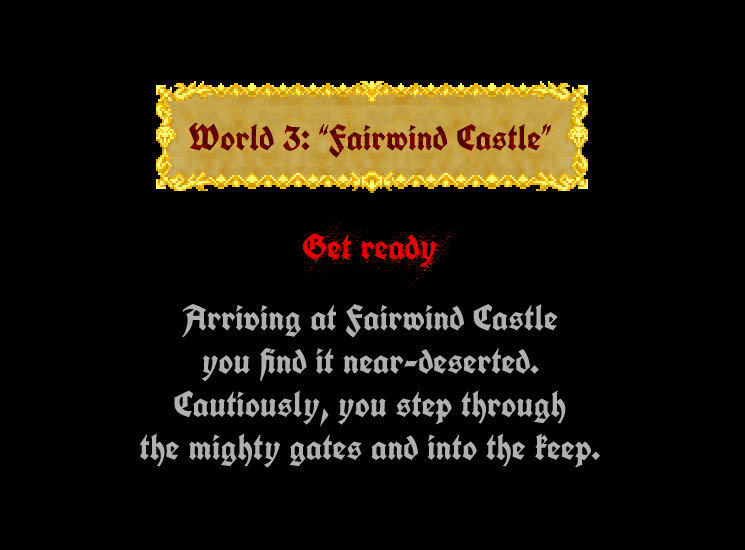 World 3: “Fairwind Castle”
Get ready
Arriving at Fairwind Castle
you find it near-deserted.
Cautiously, you step through
the mighty gates and into the keep.